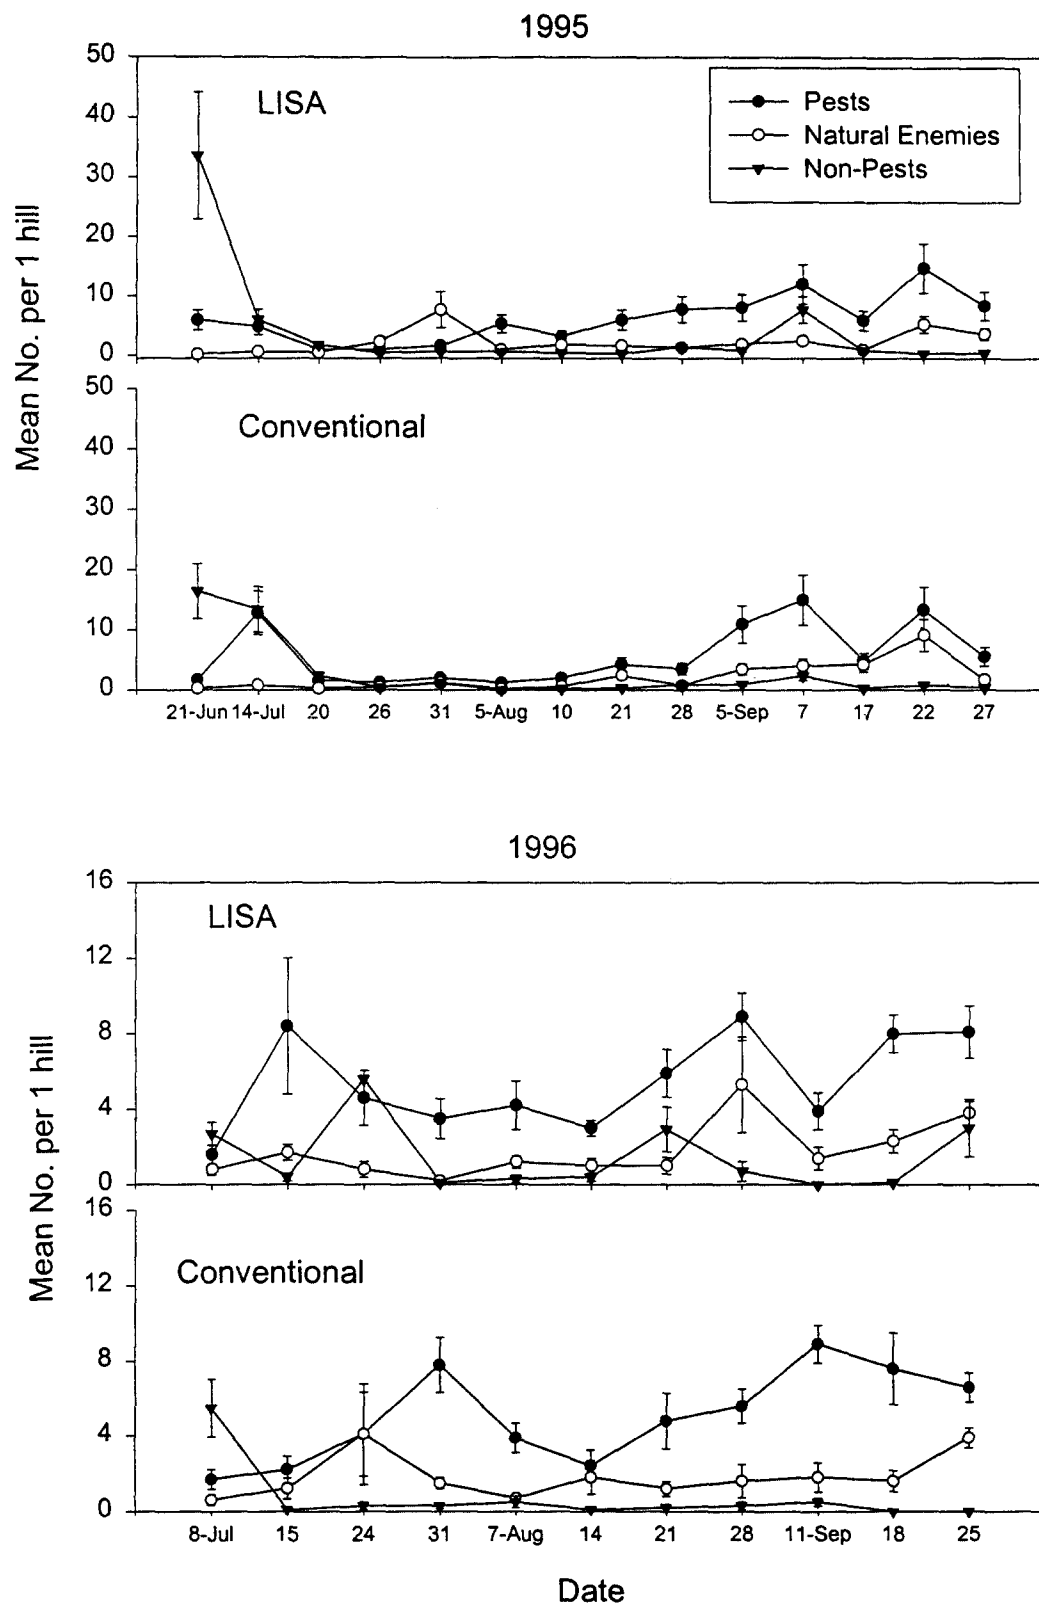 1995
50
LISA
Pests
40
Natural Enemies
Non-Pests
30
20
10
0
Mean No. per 1 hill
50
Conventional
40
30
20
10
0
21-Jun 14-Jul 20 26 31 5-Aug 10 21 28 5-Sep 7 17 22 27
1996
16
LISA
12
8
4
0
Mean No. per 1 hill
16
Conventional
12
8
4
0
8-Jul 15 24 31 7-Aug 14 21 28 11-Sep 18 25
Date